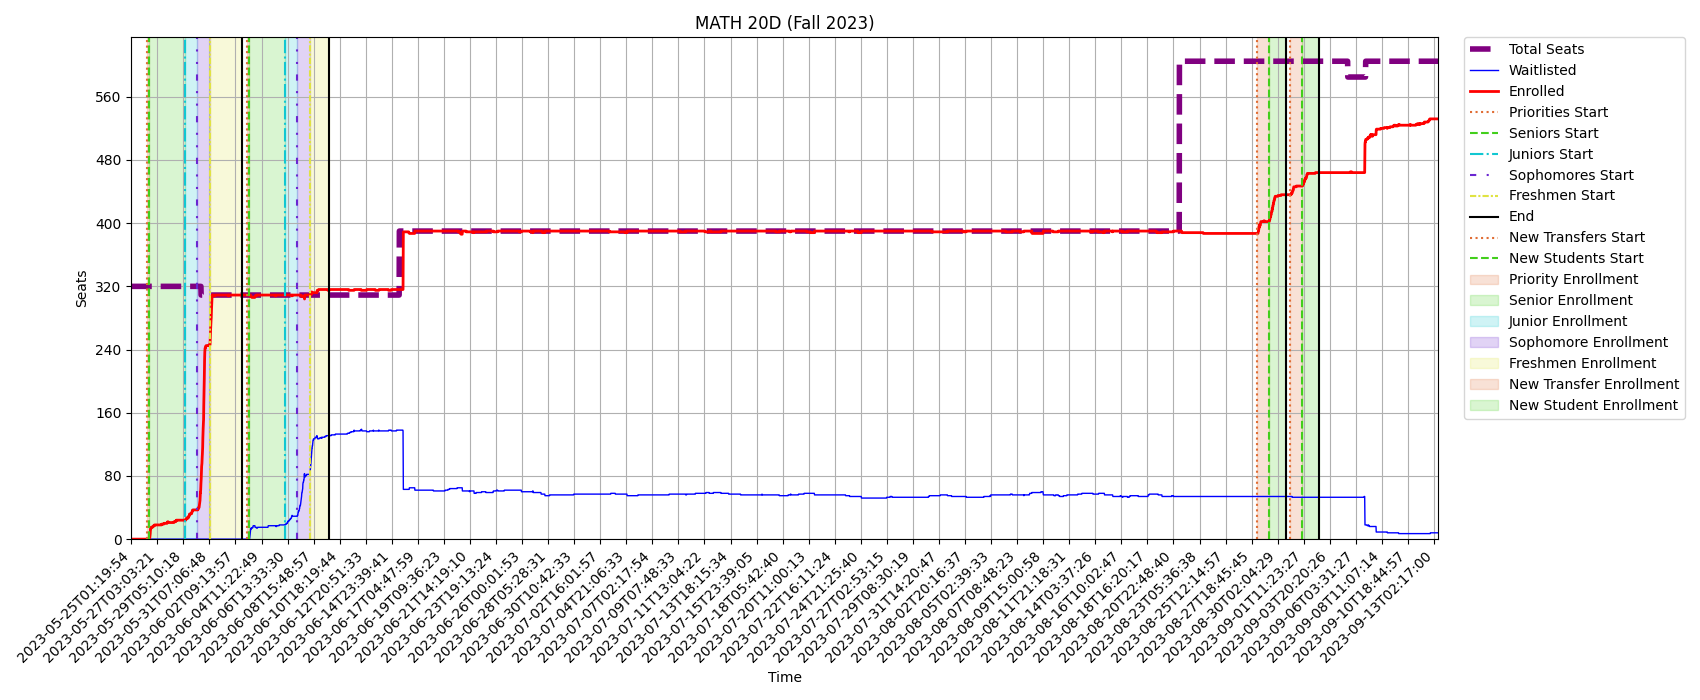 MATH 20D (Fall 2023)
Seats
560
480
400
320
240
160
80
0
2023-05-25T01:19:54
2023-05-27T03:03:21
2023-05-29T05:10:18
2023-05-31T07:06:48
2023-06-02T09:13:57
2023-06-04T11:22:49
2023-06-06T13:33:30
2023-06-08T15:48:57
2023-06-10T18:19:44
2023-06-12T20:51:33
2023-06-14T23:39:41
2023-06-17T04:47:59
2023-06-19T09:36:23
2023-06-21T14:19:10
2023-06-23T19:13:24
2023-06-26T00:01:53
2023-06-28T05:28:31
2023-06-30T10:42:33
2023-07-02T16:01:57
2023-07-04T21:06:33
2023-07-07T02:17:54
2023-07-09T07:48:33
2023-07-11T13:04:22
2023-07-13T18:15:34
2023-07-15T23:39:05
2023-07-18T05:42:40
2023-07-20T11:00:13
2023-07-22T16:11:24
2023-07-24T21:25:40
2023-07-27T02:53:15
2023-07-29T08:30:19
2023-07-31T14:20:47
2023-08-02T20:16:37
2023-08-05T02:39:33
2023-08-07T08:48:23
2023-08-09T15:00:58
2023-08-11T21:18:31
2023-08-14T03:37:26
2023-08-16T10:02:47
2023-08-18T16:20:17
2023-08-20T22:48:40
2023-08-23T05:36:38
2023-08-25T12:14:57
2023-08-27T18:45:45
2023-08-30T02:04:29
2023-09-01T11:23:27
2023-09-03T20:20:26
2023-09-06T03:31:27
2023-09-08T11:07:14
2023-09-10T18:44:57
2023-09-13T02:17:00
Time
Total Seats
Waitlisted
Enrolled
Priorities Start
Seniors Start
Juniors Start
Sophomores Start
Freshmen Start
End
New Transfers Start
New Students Start
Priority Enrollment
Senior Enrollment
Junior Enrollment
Sophomore Enrollment
Freshmen Enrollment
New Transfer Enrollment
New Student Enrollment